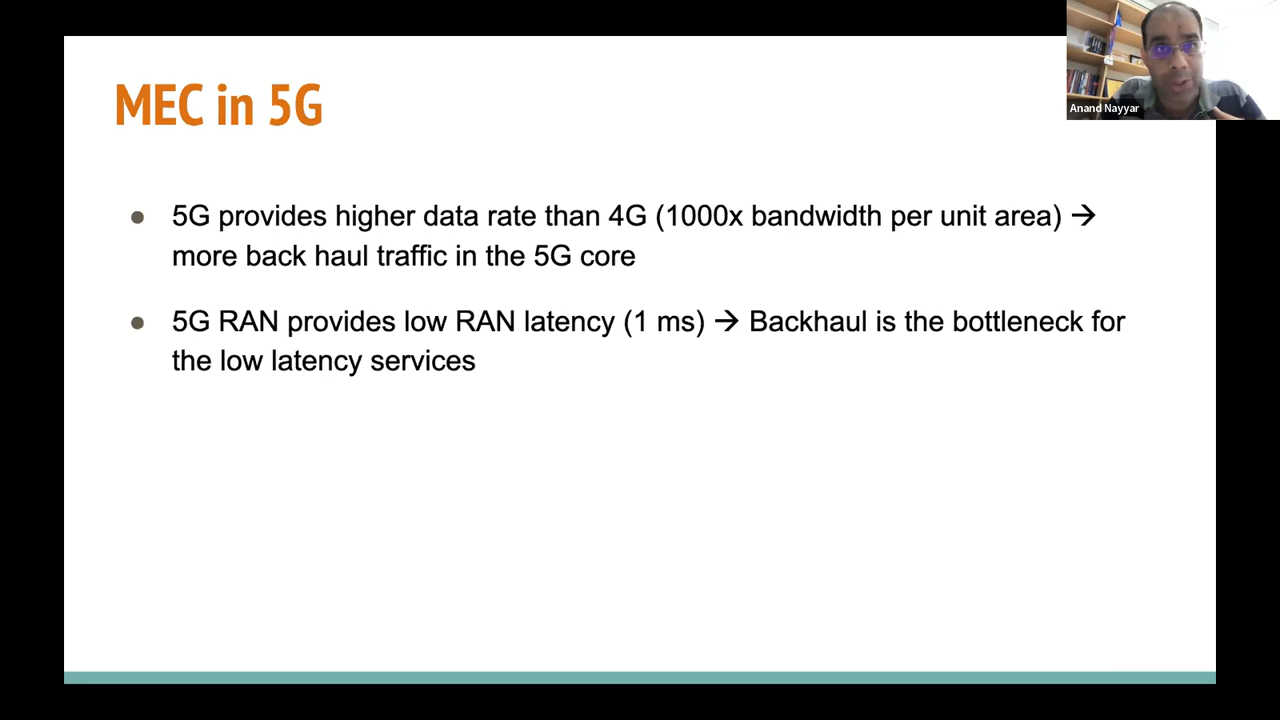 MEC in 5G
Anand Nayyar
● 5G provides higher data rate than 4G (1000x bandwidth per unit area) →
more back haul traffic in the 5G core
● 5G RAN provides low RAN latency (1 ms) → Backhaul is the bottleneck for
the low latency services